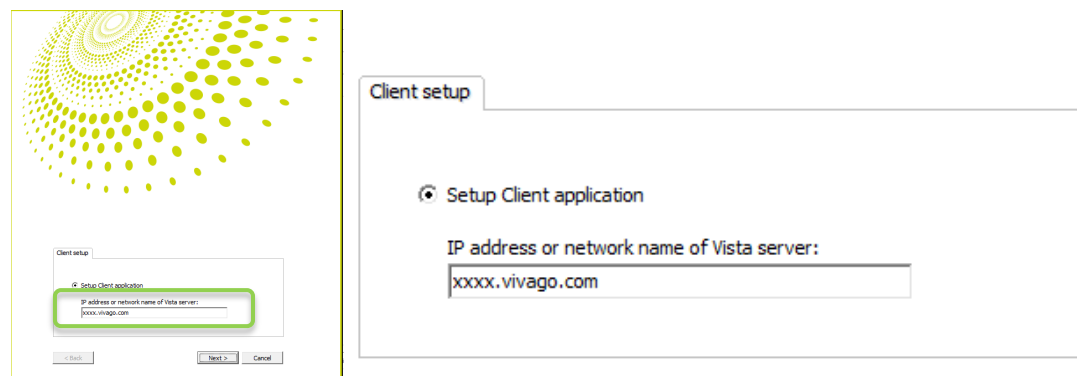 Client setup
Setup Client application
IP address or network name of Vista server:
xxxx.vivago.com
< Back
Next >
Cancel
Client setup
Setup Client application
IP address or network name of Vista server:
xxxx.vivago.com